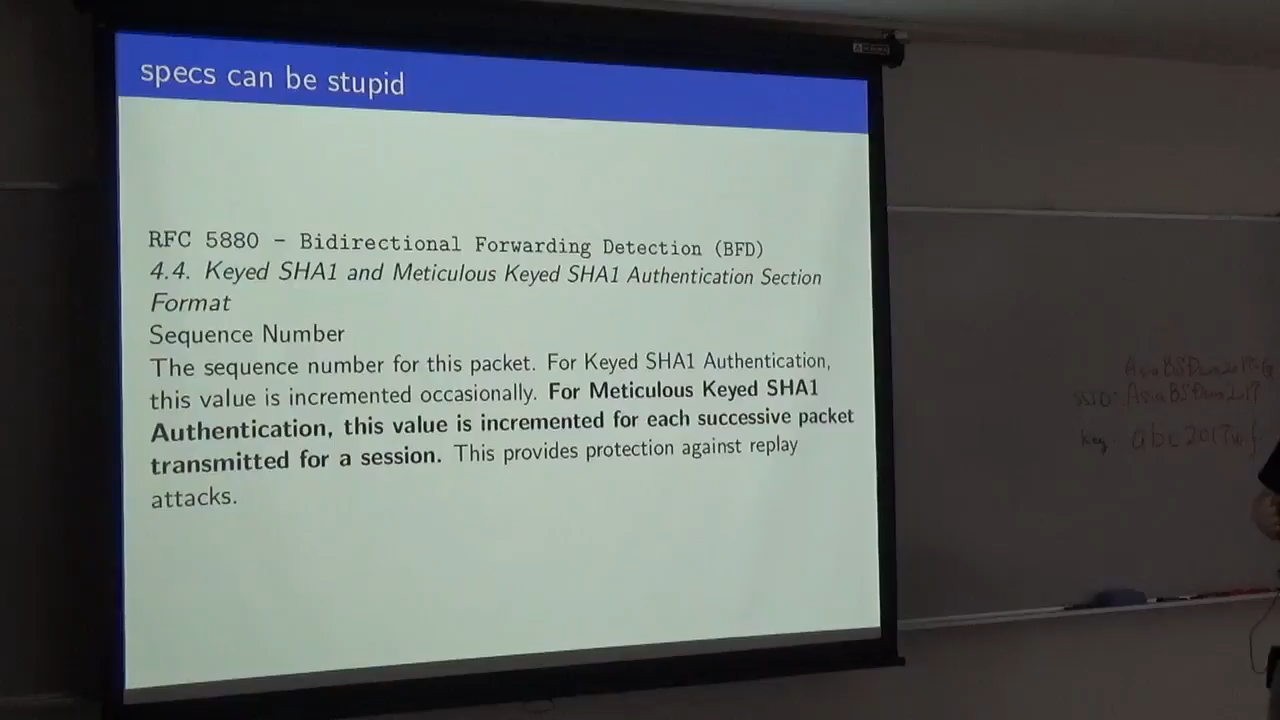 specs can be stupid
RFC 5880 - Bidirectional Forwarding Detection (BFD)
4.4. Keyed SHA1 and Meticulous Keyed SHA1 Authentication Section
Format
Sequence Number
The sequence number for this packet. For Keyed SHA1 Authentication,
this value is incremented occasionally. For Meticulous Keyed SHA1
Authentication, this value is incremented for each successive packet
transmitted for a session. This provides protection against replay
attacks.
SSID: AsiaBSDCon2017
key: